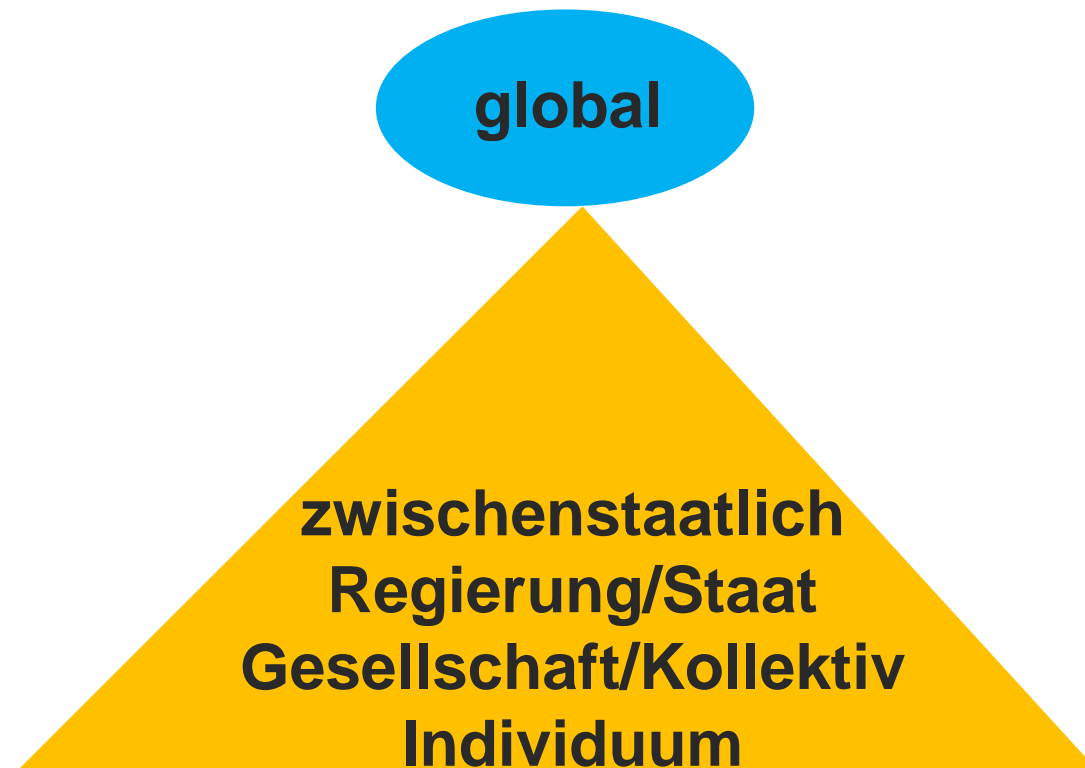 global
zwischenstaatlich
Regierung/Staat
Gesellschaft/Kollektiv
Individuum